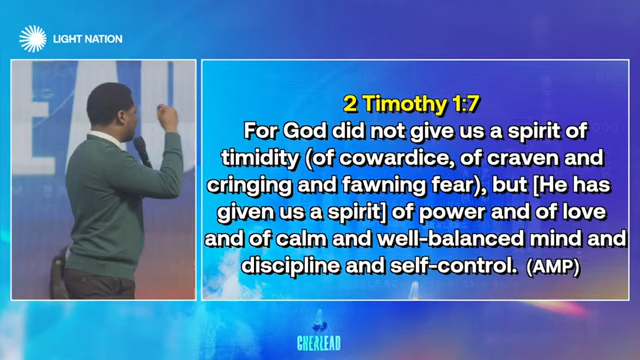 LIGHT NATION
2 Timothy 1:7
For God did not give us a spirit of
timidity (of cowardice, of craven and
cringing and fawning fear), but [He has
given us a spirit] of power and of love
and of calm and well-balanced mind and
discipline and self-control. (AMP)